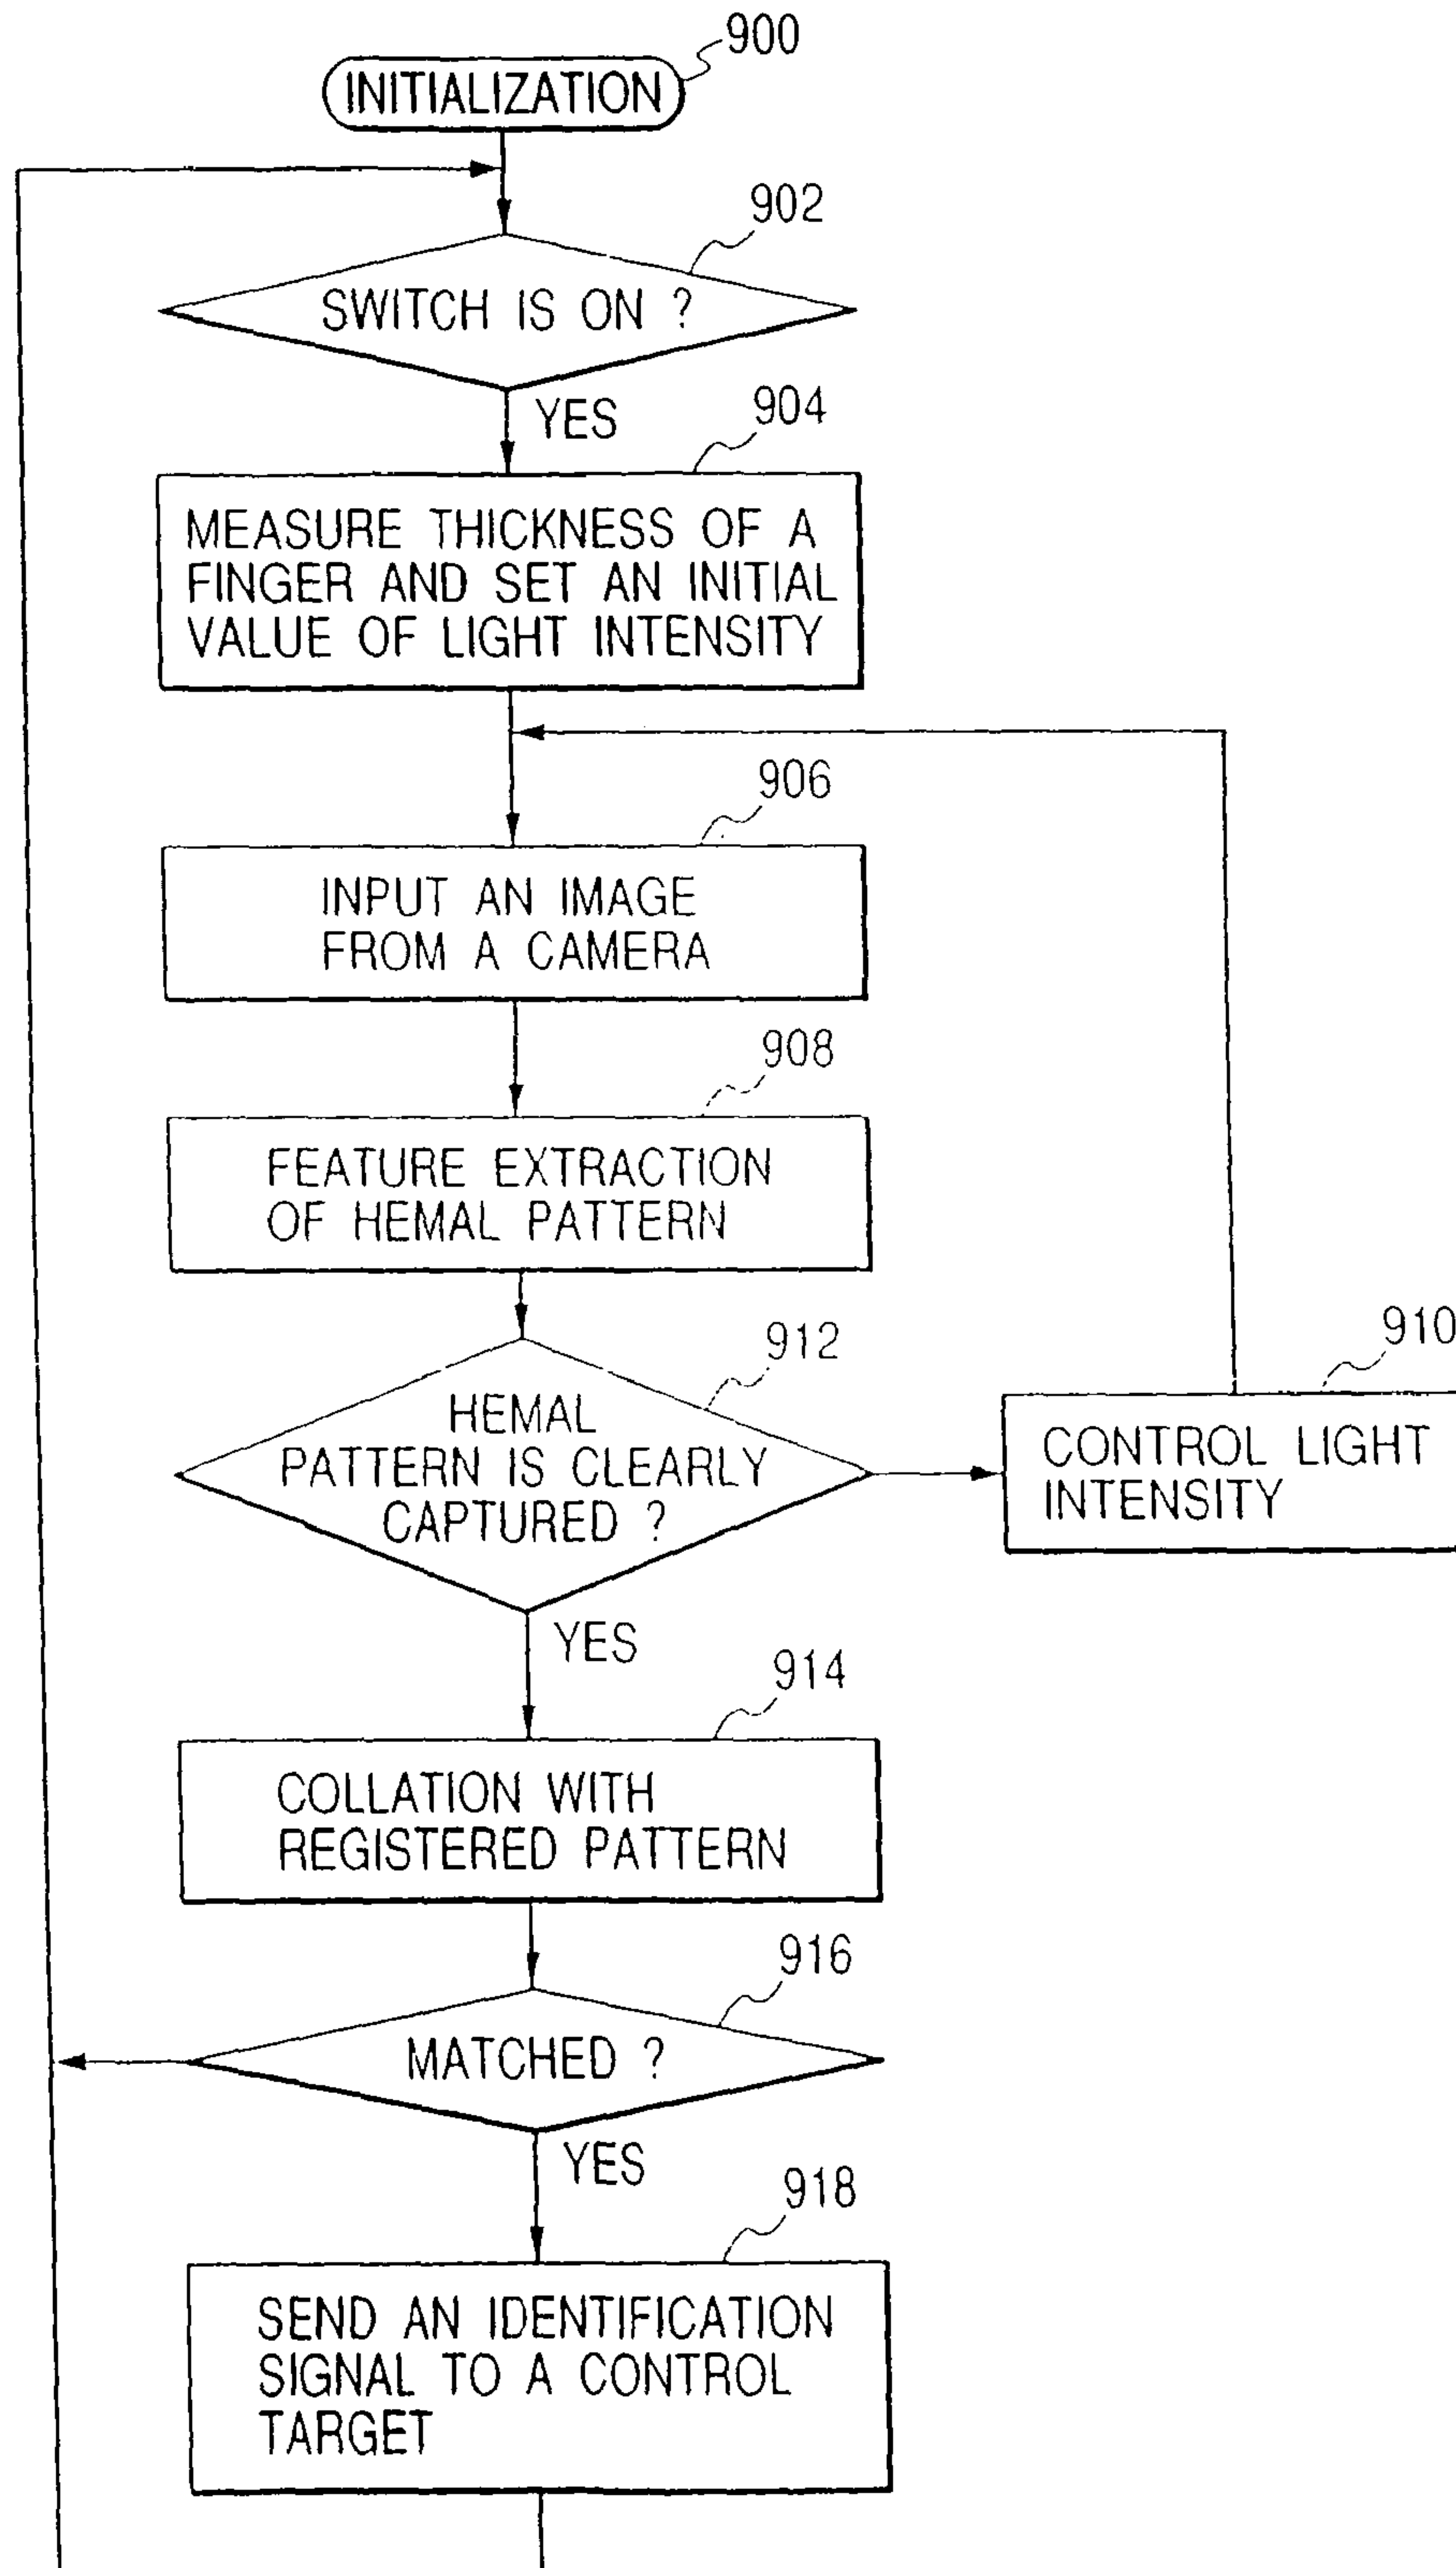 900
INITIALIZATION
902
SWITCH IS ON ?
YES
904
MEASURE THICKNESS OF A
FINGER AND SET AN INITIAL
VALUE OF LIGHT INTENSITY
906
INPUT AN IMAGE
FROM A CAMERA
908
FEATURE EXTRACTION
OF HEMAL PATTERN
912
HEMAL
PATTERN IS CLEARLY
CAPTURED ?
910
CONTROL LIGHT
INTENSITY
YES
914
COLLATION WITH
REGISTERED PATTERN
916
MATCHED ?
YES
918
SEND AN IDENTIFICATION
SIGNAL TO A CONTROL
TARGET